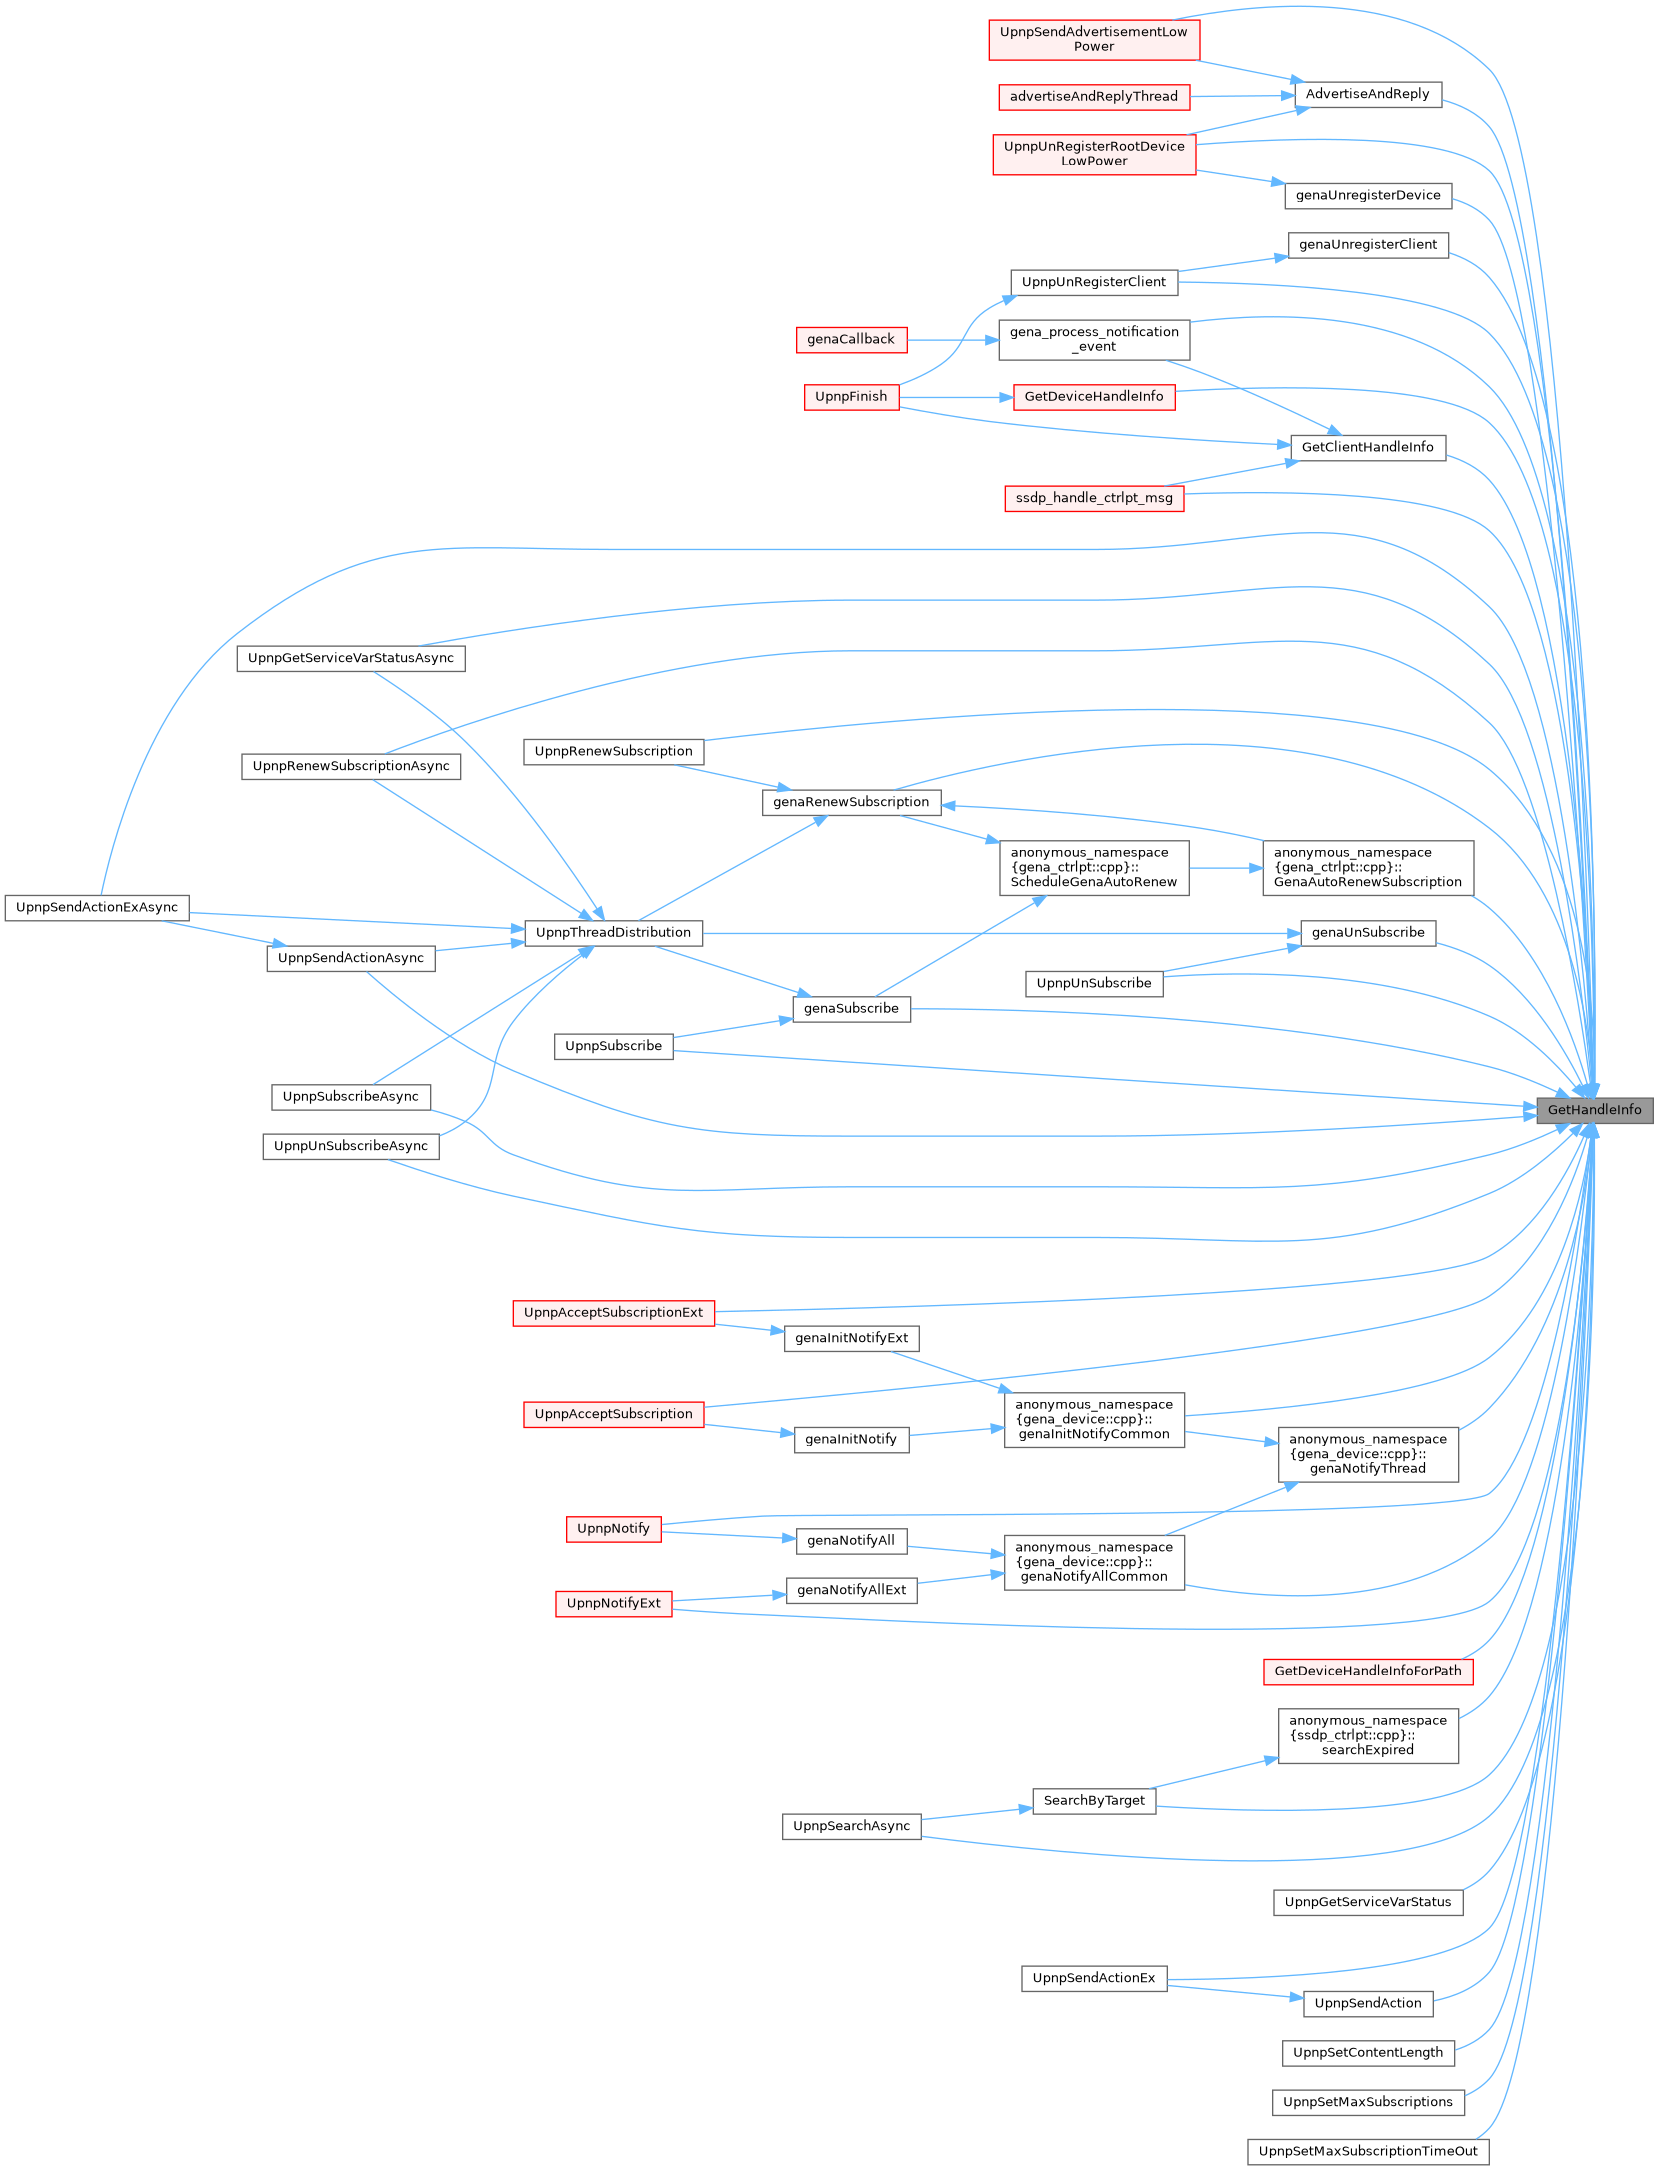 UpnpSendAdvertisementLow
Power
AdvertiseAndReply
advertiseAndReplyThread
UpnpUnRegisterRootDevice
LowPower
genaUnregisterDevice
genaUnregisterClient
UpnpUnRegisterClient
gena_process_notification
_event
genaCallback
UpnpFinish
GetDeviceHandleInfo
GetClientHandleInfo
ssdp_handle_ctrlpt_msg
UpnpGetServiceVarStatusAsync
UpnpRenewSubscription
UpnpRenewSubscriptionAsync
genaRenewSubscription
anonymous_namespace
{gena_ctrlpt::cpp}::
ScheduleGenaAutoRenew
anonymous_namespace
{gena_ctrlpt::cpp}::
GenaAutoRenewSubscription
UpnpSendActionExAsync
UpnpThreadDistribution
genaUnSubscribe
UpnpSendActionAsync
UpnpUnSubscribe
genaSubscribe
UpnpSubscribe
UpnpSubscribeAsync
GetHandleInfo
UpnpUnSubscribeAsync
UpnpAcceptSubscriptionExt
genaInitNotifyExt
UpnpAcceptSubscription
anonymous_namespace
{gena_device::cpp}::
genaInitNotifyCommon
genaInitNotify
anonymous_namespace
{gena_device::cpp}::
genaNotifyThread
UpnpNotify
genaNotifyAll
anonymous_namespace
{gena_device::cpp}::
genaNotifyAllCommon
genaNotifyAllExt
UpnpNotifyExt
GetDeviceHandleInfoForPath
anonymous_namespace
{ssdp_ctrlpt::cpp}::
searchExpired
SearchByTarget
UpnpSearchAsync
UpnpGetServiceVarStatus
UpnpSendActionEx
UpnpSendAction
UpnpSetContentLength
UpnpSetMaxSubscriptions
UpnpSetMaxSubscriptionTimeOut